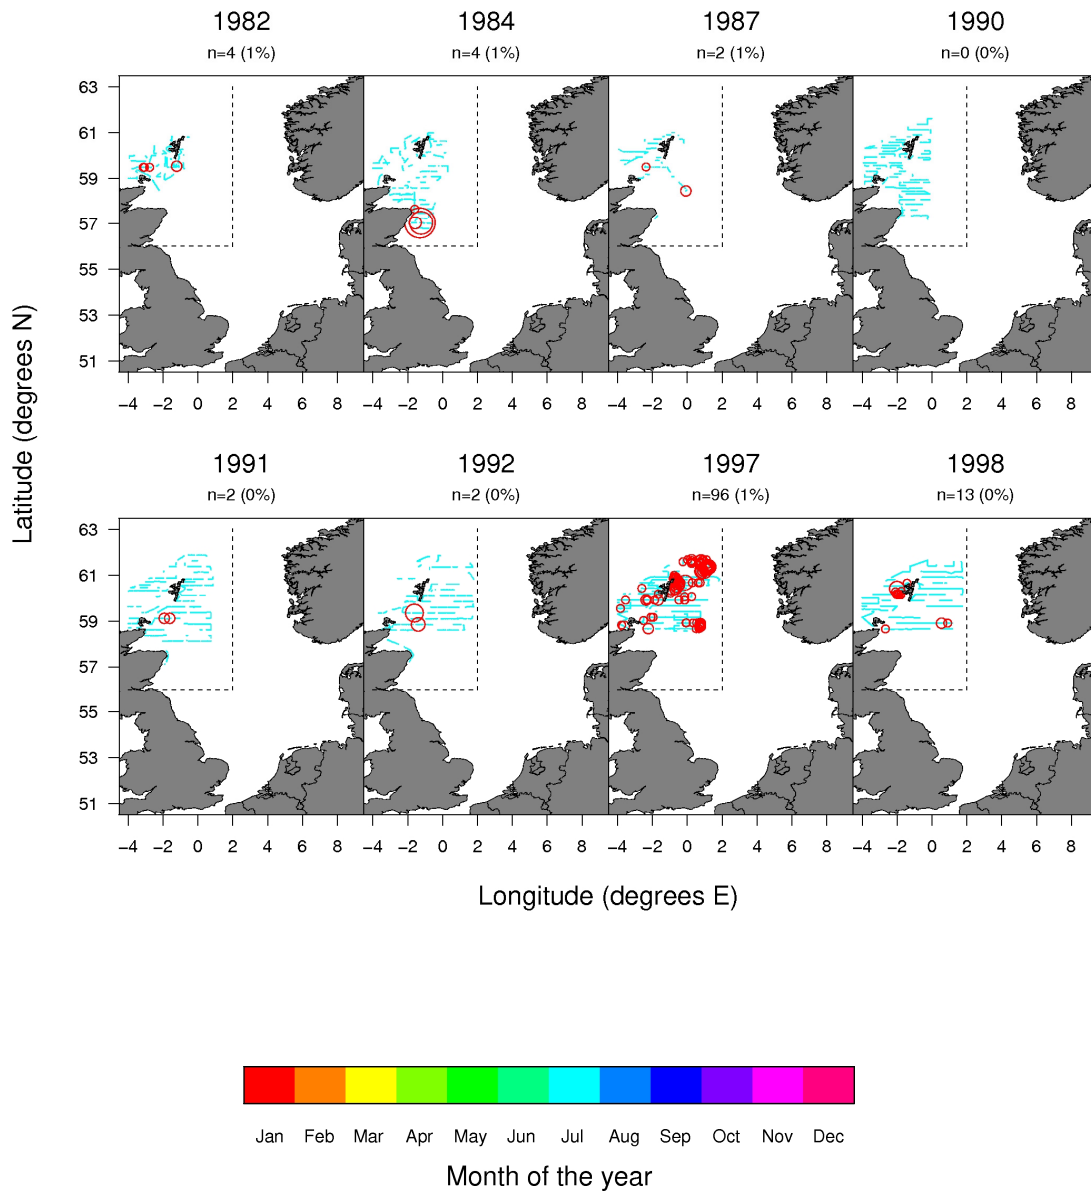 1982 1984 1987 1990
n=4 (1%) n=4 (1%) n=2 (1%) n=0 (0%)
63
61
59
57
55
53
51
−4 −2 0 2 4 6 8 −4 −2 0 2 4 6 8 −4 −2 0 2 4 6 8 −4 −2 0 2 4 6 8
Latitude (degrees N)
1991 1992 1997 1998
n=2 (0%) n=2 (0%) n=96 (1%) n=13 (0%)
63
61
59
57
55
53
51
−4 −2 0 2 4 6 8 −4 −2 0 2 4 6 8 −4 −2 0 2 4 6 8 −4 −2 0 2 4 6 8
Longitude (degrees E)
Jan Feb Mar Apr May Jun Jul Aug Sep Oct Nov Dec
Month of the year